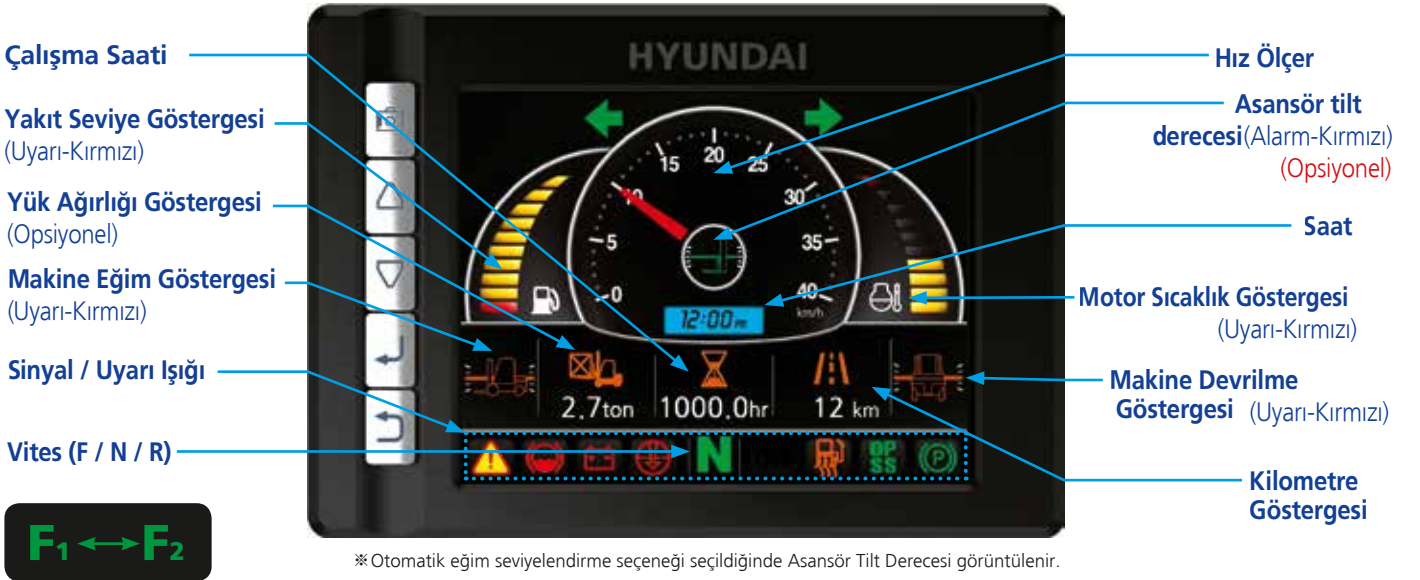 Çalışma Saati
Yakıt Seviye Göstergesi
(Uyarı-Kırmızı)
Yük Ağırlığı Göstergesi
(Opsiyonel)
Makine Eğim Göstergesi
(Uyarı-Kırmızı)
Sinyal / Uyarı Işığı
Vites (F / N / R)
F1 ↔ F2
HYUNDAI
0
5
10
15
20
25
30
35
40
km/h
12:00 PM
2.7ton
1000.0hr
12 km
N
OP
SS
P
Hız Ölçer
Asansör tilt
derecesi(Alarm-Kırmızı)
(Opsiyonel)
Saat
Motor Sıcaklık Göstergesi
(Uyarı-Kırmızı)
Makine Devrilme
Göstergesi (Uyarı-Kırmızı)
Kilometre
Göstergesi
※Otomatik eğim seviyelendirme seçeneği seçildiğinde Asansör Tilt Derecesi görüntülenir.